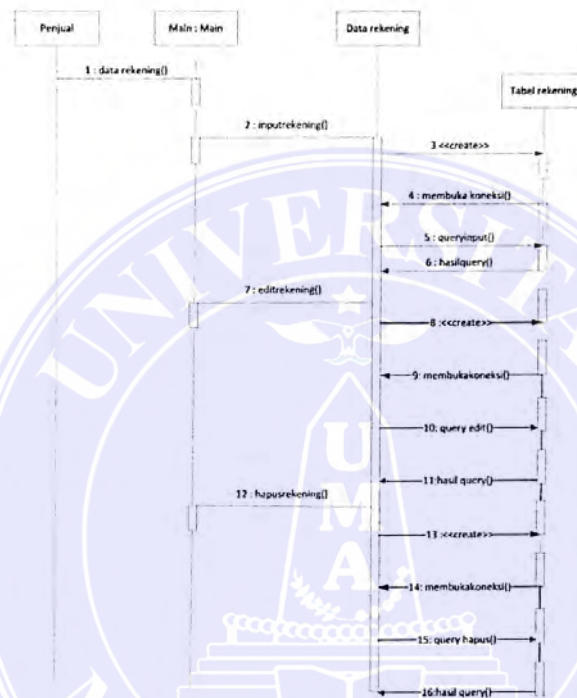 Penjual
Main : Main
Data rekening
Tabel rekening
1 : data rekening()
2 : inputrekening()
3 <<create>>
4 : membuka koneksi()
5 : queryinput()
6 : hasilquery()
7 : editrekening()
8 :<<create>>
9: membukakoneksi()
10: query edit()
11:hasil query()
12 : hapusrekening()
13 :<<create>>
14: membukakoneksi()
15: query hapus()
16:hasil query()
UNIVERSIT
UMA